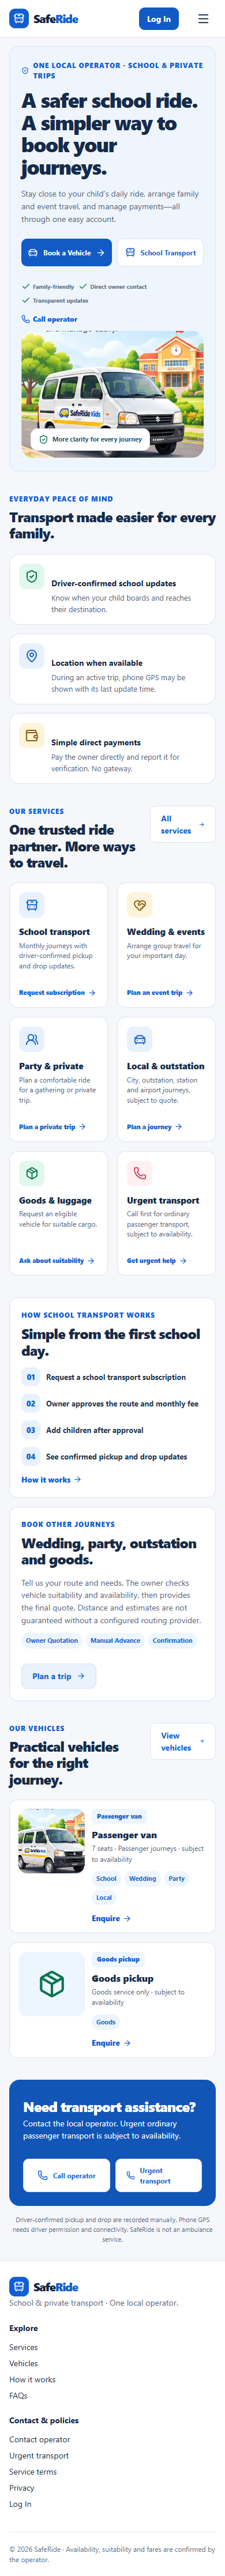 SafeRide
Log In
ONE LOCAL OPERATOR · SCHOOL & PRIVATE
TRIPS
A safer school ride.
A simpler way to
book your
journeys.
Stay close to your child's daily ride, arrange family
and event travel, and manage payments—all
through one easy account.
Book a Vehicle
School Transport
Family-friendly
Direct owner contact
Transparent updates
Call operator
SafeRide Kids
More clarity for every journey
EVERYDAY PEACE OF MIND
Transport made easier for every
family.
Driver-confirmed school updates
Know when your child boards and reaches
their destination.
Location when available
During an active trip, phone GPS may be
shown with its last update time.
Simple direct payments
Pay the owner directly and report it for
verification. No gateway.
OUR SERVICES
One trusted ride
partner. More ways
to travel.
All
services
School transport
Monthly journeys with
driver-confirmed pickup
and drop updates.
Request subscription
Wedding & events
Arrange group travel for
your important day.
Plan an event trip
Party & private
Plan a comfortable ride
for a gathering or private
trip.
Plan a private trip
Local & outstation
City, outstation, station
and airport journeys,
subject to quote.
Plan a journey
Goods & luggage
Request an eligible
vehicle for suitable cargo.
Ask about suitability
Urgent transport
Call first for ordinary
passenger transport,
subject to availability.
Get urgent help
HOW SCHOOL TRANSPORT WORKS
Simple from the first school
day.
01 Request a school transport subscription
02 Owner approves the route and monthly fee
03 Add children after approval
04 See confirmed pickup and drop updates
How it works
BOOK OTHER JOURNEYS
Wedding, party, outstation
and goods.
Tell us your route and needs. The owner checks
vehicle suitability and availability, then provides
the final quote. Distance and estimates are not
guaranteed without a configured routing provider.
Owner Quotation
Manual Advance
Confirmation
Plan a trip
OUR VEHICLES
Practical vehicles
for the right
journey.
View
vehicles
Passenger van
Passenger van
7 seats · Passenger journeys · subject
to availability
School
Wedding
Party
Local
Enquire
Goods pickup
Goods pickup
Goods service only · subject to
availability
Goods
Enquire
Need transport assistance?
Contact the local operator. Urgent ordinary
passenger transport is subject to availability.
Call operator
Urgent
transport
Driver-confirmed pickup and drop are recorded manually. Phone GPS
needs driver permission and connectivity. SafeRide is not an ambulance
service.
SafeRide
School & private transport · One local operator.
Explore
Services
Vehicles
How it works
FAQs
Contact & policies
Contact operator
Urgent transport
Service terms
Privacy
Log In
© 2026 SafeRide · Availability, suitability and fares are confirmed by
the operator.